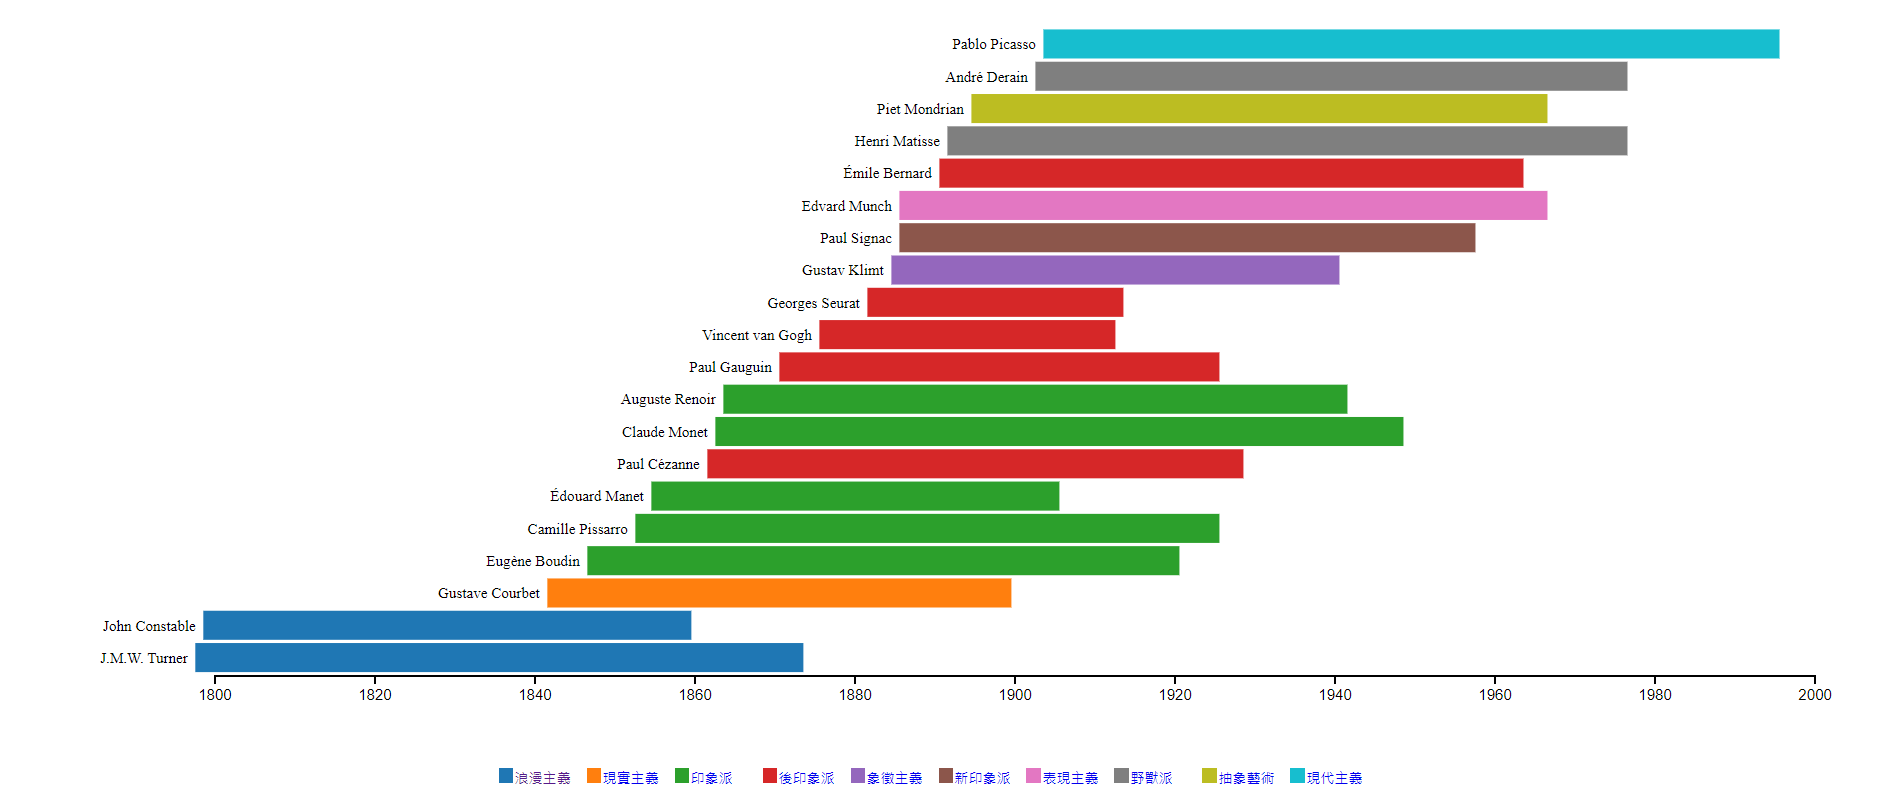 Pablo Picasso
André Derain
Piet Mondrian
Henri Matisse
Émile Bernard
Edvard Munch
Paul Signac
Gustav Klimt
Georges Seurat
Vincent van Gogh
Paul Gauguin
Auguste Renoir
Claude Monet
Paul Cézanne
Édouard Manet
Camille Pissarro
Eugène Boudin
Gustave Courbet
John Constable
J.M.W. Turner
1800 1820 1840 1860 1880 1900 1920 1940 1960 1980 2000
浪漫主義 現實主義 印象派 後印象派 象徵主義 新印象派 表現主義 野獸派 抽象藝術 現代主義